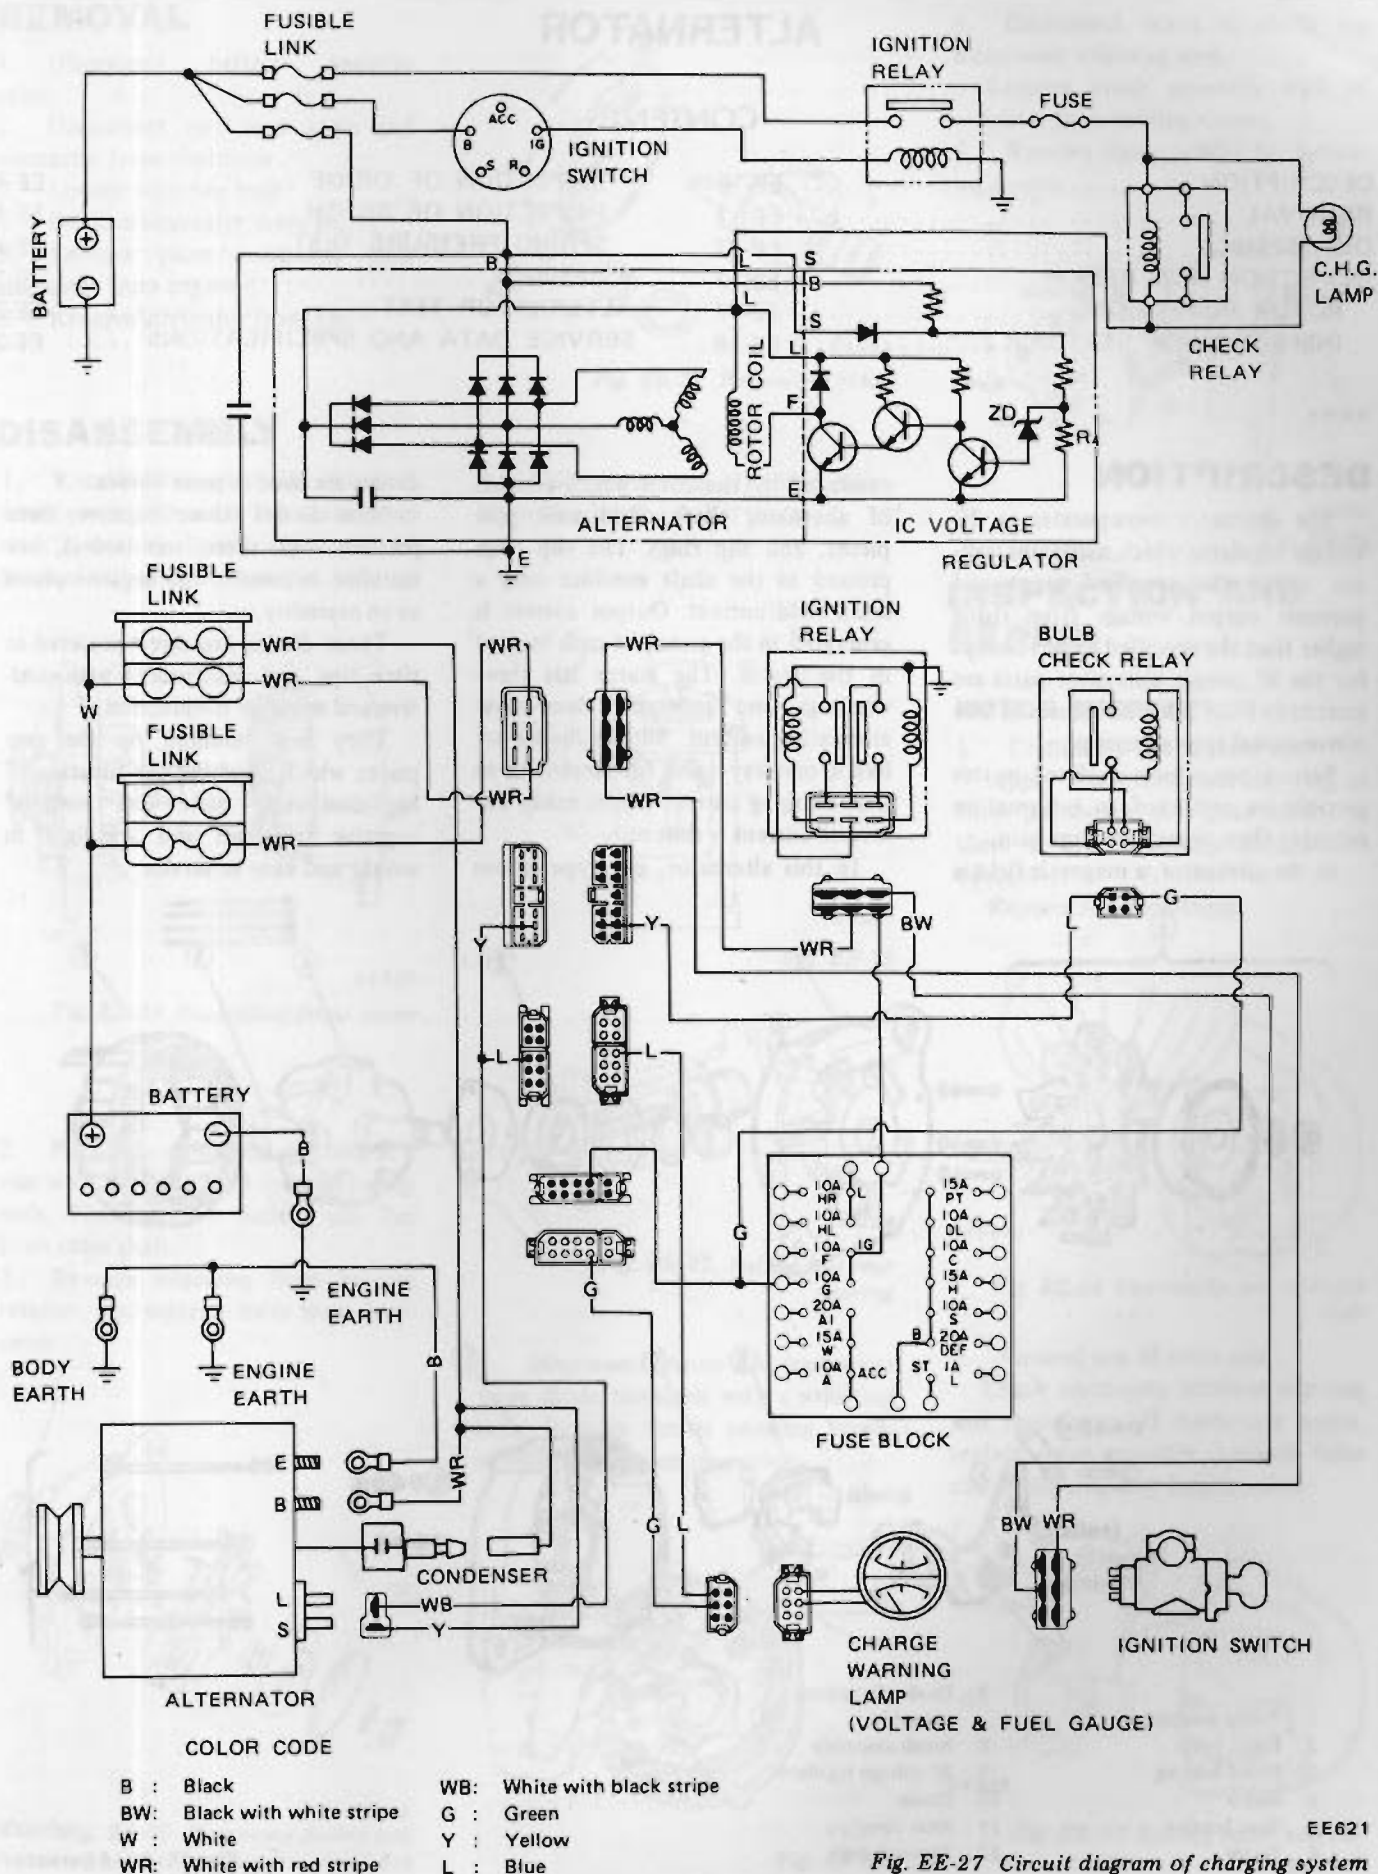 FUSIBLE
LINK
IGNITION
RELAY
FUSE
ACC
B
IG
S
R
IGNITION
SWITCH
BATTERY
C.H.G.
LAMP
CHECK
RELAY
B
L
S
B
L
S
L
F
E
ROTOR COIL
ZD
E
ALTERNATOR
IC VOLTAGE
REGULATOR
FUSIBLE
LINK
WR
WR
W
FUSIBLE
LINK
WR
WR
WR
WR
WR
IGNITION
RELAY
BULB
CHECK RELAY
Y
Y
WR
BW
L
G
L
L
BATTERY
B
ENGINE
EARTH
BODY
EARTH
ENGINE
EARTH
B
G
G
10A
HR
L
15A
PT
10A
HL
10A
DL
10A
F
IG
10A
C
10A
G
15A
H
20A
AI
10A
S
15A
W
B
20A
DEF
10A
A
ACC
ST
1A
L
FUSE BLOCK
E
B
WR
CONDENSER
L
S
WB
Y
ALTERNATOR
G
L
BW
WR
CHARGE
WARNING
LAMP
(VOLTAGE & FUEL GAUGE)
IGNITION SWITCH
COLOR CODE
B : Black
BW: Black with white stripe
W : White
WR: White with red stripe
WB: White with black stripe
G : Green
Y : Yellow
L : Blue
EE621
Fig. EE-27 Circuit diagram of charging system